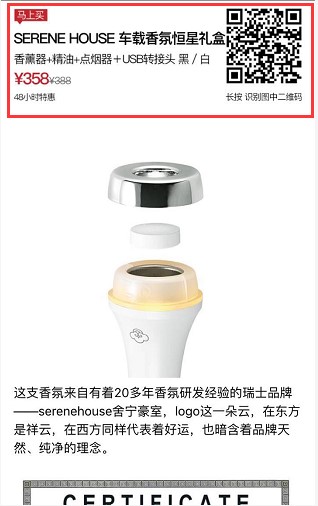 马上买
SERENE HOUSE 车载香氛恒星礼盒
香薰器+精油+点烟器＋USB转接头 黑／白
¥358 ¥388
48小时特惠
长按 识别图中二维码
这支香氛来自有着20多年香氛研发经验的瑞士品牌
——serenehouse舍宁豪室，logo这一朵云，在东方
是祥云，在西方同样代表着好运，也暗含着品牌天
然、纯净的理念。
CERTIFICATE